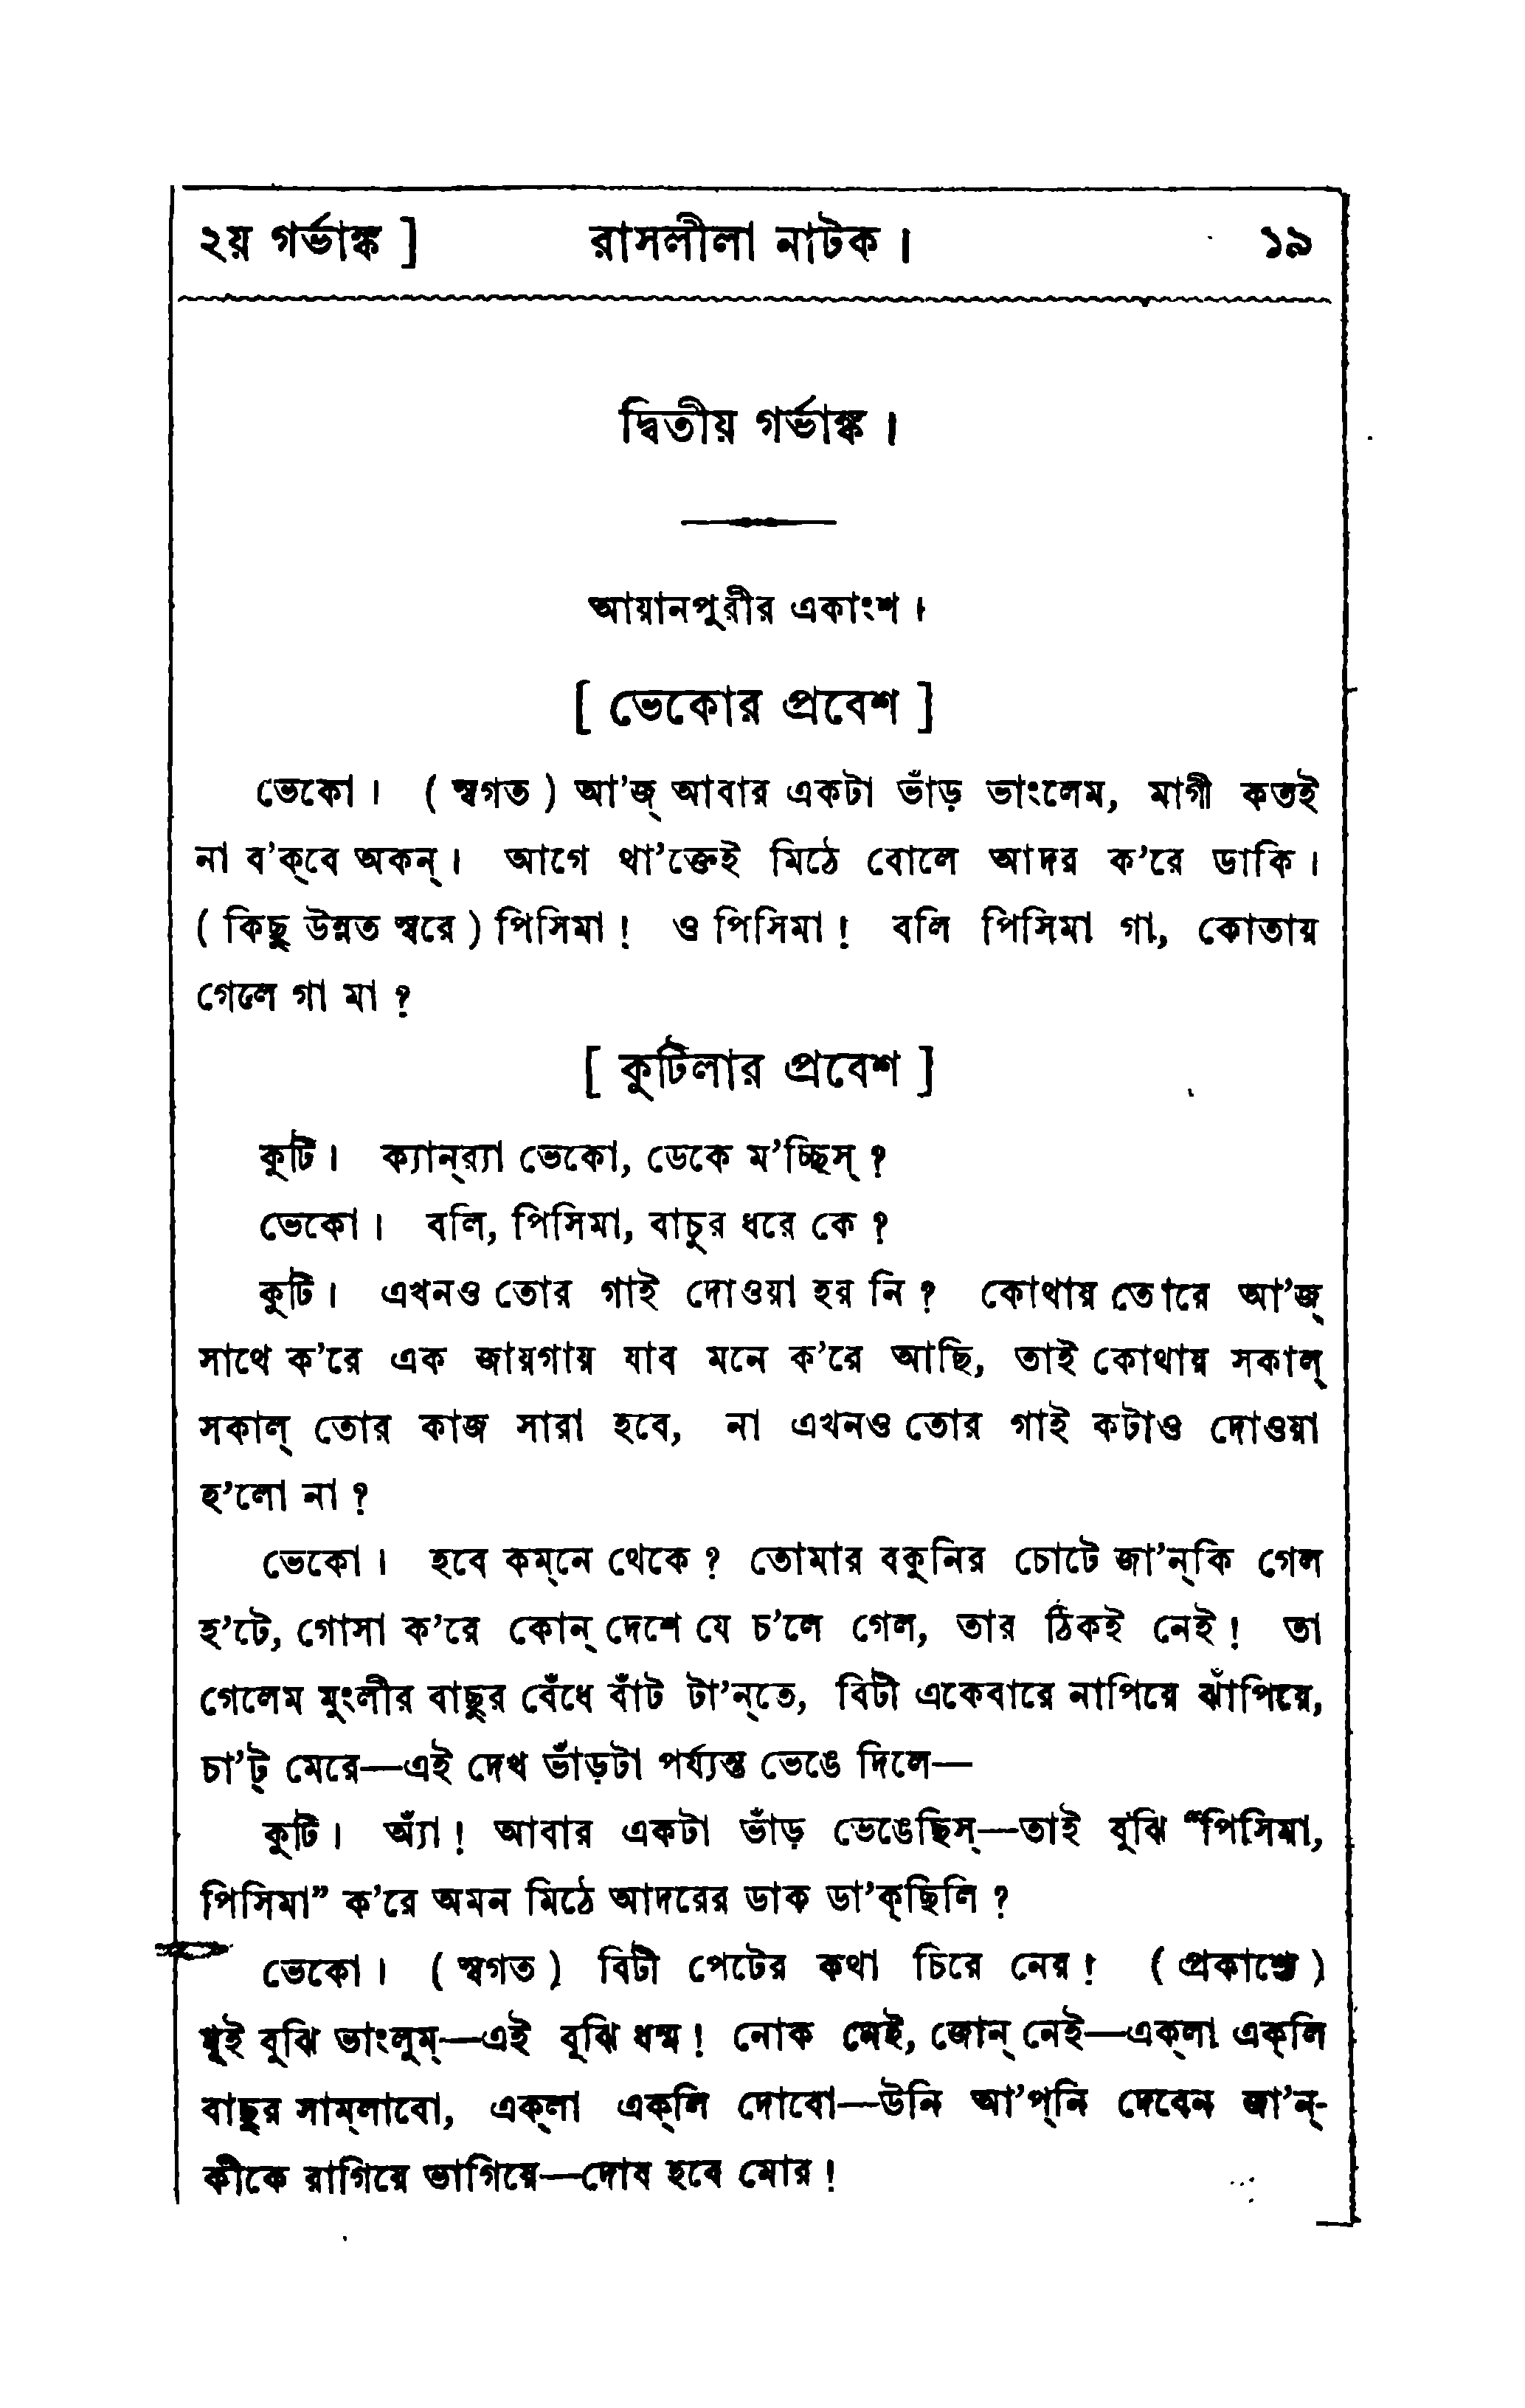 ২য় গর্ভাঙ্ক ] রাসলীলা নাটক। ১৯
দ্বিতীয় গর্ভাঙ্ক।
আয়ানপুরীর একাংশ।
[ ভেকোর প্রবেশ ]
ভেকো। ( স্বগত ) আ’জ্ আবার একটা ভাঁড় ভাংলেম, মাগী কতই
না ব’ক্‌বে অকন্। আগে থা’ক্তেই মিঠে বোলে আদর ক’রে ডাকি।
( কিছু উন্নত স্বরে ) পিসিমা! ও পিসিমা! বলি পিসিমা গা, কোতায়
গেলে গা মা?
[ কুটিলার প্রবেশ ]
কুটি। ক্যান্‌র‍্যা ভেকো, ডেকে ম’চ্ছিস্?
ভেকো। বলি, পিসিমা, বাচুর ধরে কে?
কুটি। এখনও তোর গাই দোওয়া হয় নি? কোথায় তোরে আ’জ্
সাথে ক’রে এক জায়গায় যাব মনে ক’রে আছি, তাই কোথায় সকাল্
সকাল্ তোর কাজ সারা হবে, না এখনও তোর গাই কটাও দোওয়া
হ’লো না?
ভেকো। হবে কম্‌নে থেকে? তোমার বকুনির চোটে জা’ন্‌কি গেল
হ’টে, গোসা ক’রে কোন্ দেশে যে চ’লে গেল, তার ঠিকই নেই! তা
গেলেম মুংলীর বাছুর বেঁধে বাঁট টা’ন্‌তে, বিটী একেবারে নাপিয়ে ঝাঁপিয়ে,
চা’ট্ মেরে—এই দেখ ভাঁড়টা পর্য্যন্ত ভেঙে দিলে—
কুটি। অ্যাঁ! আবার একটা ভাঁড় ভেঙেছিস্—তাই বুঝি “পিসিমা,
পিসিমা” ক’রে অমন মিঠে আদরের ডাক ডা’ক্‌ছিলি?
ভেকো। ( স্বগত ) বিটী পেটের কথা চিরে নেয়! ( প্রকাশ্যে )
মুই বুঝি ভাংলুম্—এই বুঝি ধম্ম! নোক নেই, জোন্ নেই—এক্‌লা এক্‌লি
বাছুর সাম্‌লাবো, এক্‌লা এক্‌লি দোবো—উনি আ’প্‌নি দেবেন জা’ন্-
কীকে রাগিয়ে ভাগিয়ে—দোষ হবে মোর!